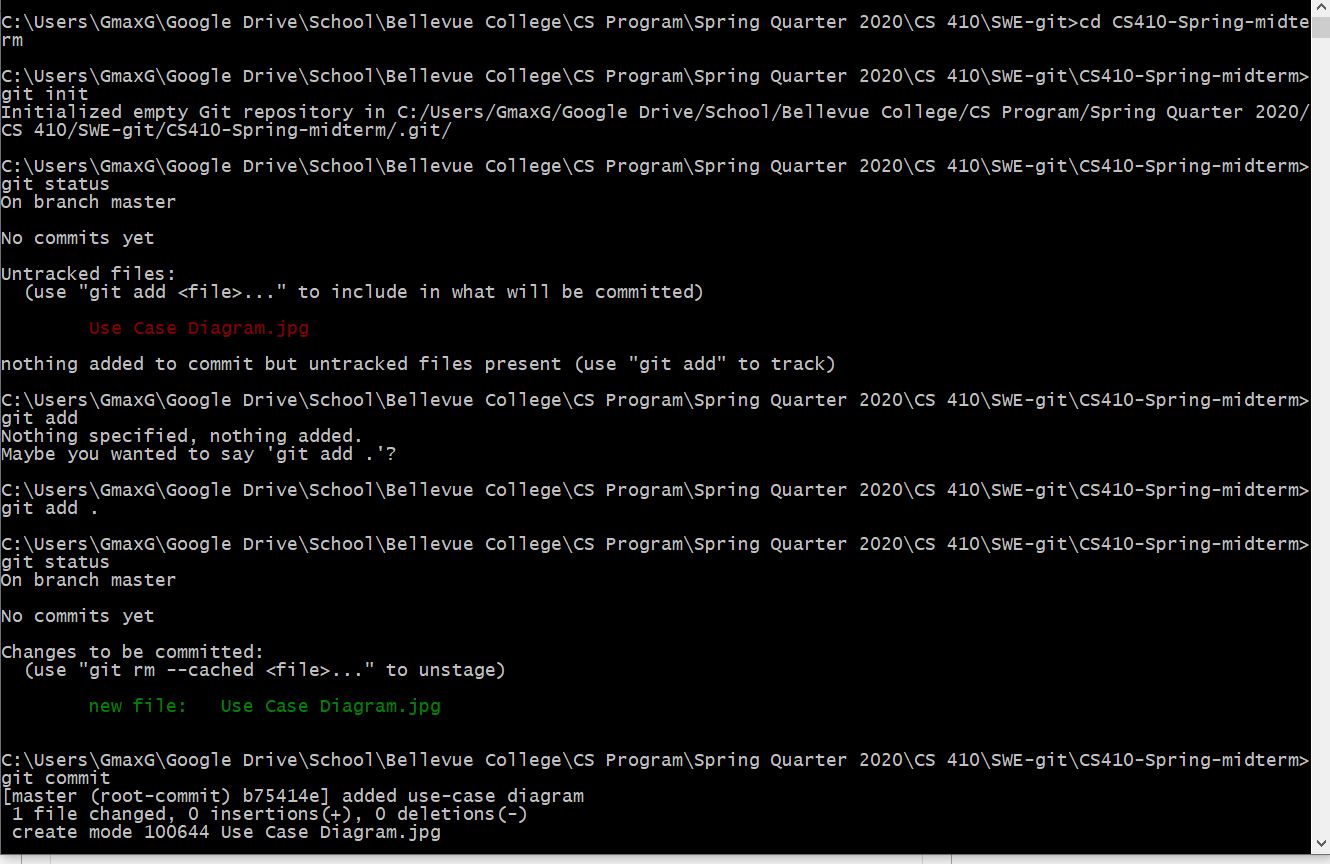 C:\Users\GmaxG\Google Drive\School\Bellevue College\CS Program\Spring Quarter 2020\CS 410\SWE-git>cd CS410-Spring-midte
rm
C:\Users\GmaxG\Google Drive\School\Bellevue College\CS Program\Spring Quarter 2020\CS 410\SWE-git\CS410-Spring-midterm>
git init
Initialized empty Git repository in C:/Users/GmaxG/Google Drive/School/Bellevue College/CS Program/Spring Quarter 2020/
CS 410/SWE-git/CS410-Spring-midterm/.git/
C:\Users\GmaxG\Google Drive\School\Bellevue College\CS Program\Spring Quarter 2020\CS 410\SWE-git\CS410-Spring-midterm>
git status
On branch master
No commits yet
Untracked files:
  (use "git add <file>..." to include in what will be committed)
        Use Case Diagram.jpg
nothing added to commit but untracked files present (use "git add" to track)
C:\Users\GmaxG\Google Drive\School\Bellevue College\CS Program\Spring Quarter 2020\CS 410\SWE-git\CS410-Spring-midterm>
git add
Nothing specified, nothing added.
Maybe you wanted to say 'git add .'?
C:\Users\GmaxG\Google Drive\School\Bellevue College\CS Program\Spring Quarter 2020\CS 410\SWE-git\CS410-Spring-midterm>
git add .
C:\Users\GmaxG\Google Drive\School\Bellevue College\CS Program\Spring Quarter 2020\CS 410\SWE-git\CS410-Spring-midterm>
git status
On branch master
No commits yet
Changes to be committed:
  (use "git rm --cached <file>..." to unstage)
        new file:   Use Case Diagram.jpg
C:\Users\GmaxG\Google Drive\School\Bellevue College\CS Program\Spring Quarter 2020\CS 410\SWE-git\CS410-Spring-midterm>
git commit
[master (root-commit) b75414e] added use-case diagram
 1 file changed, 0 insertions(+), 0 deletions(-)
 create mode 100644 Use Case Diagram.jpg